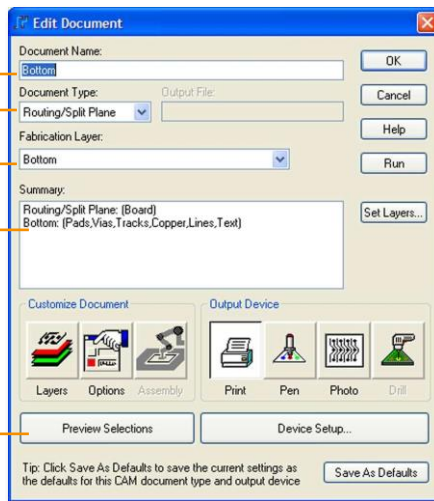 Edit Document
Document Name:
Bottom
OK
Document Type:
Output File:
Cancel
Routing/Split Plane
Help
Fabrication Layer:
Bottom
Run
Summary:
Routing/Split Plane: (Board)
Bottom: (Pads,Vias,Tracks,Copper,Lines,Text)
Set Layers...
Customize Document
Output Device
Layers
Options
Assembly
Print
Pen
Photo
Drill
Preview Selections
Device Setup...
Tip: Click Save As Defaults to save the current settings as
the defaults for this CAM document type and output device
Save As Defaults